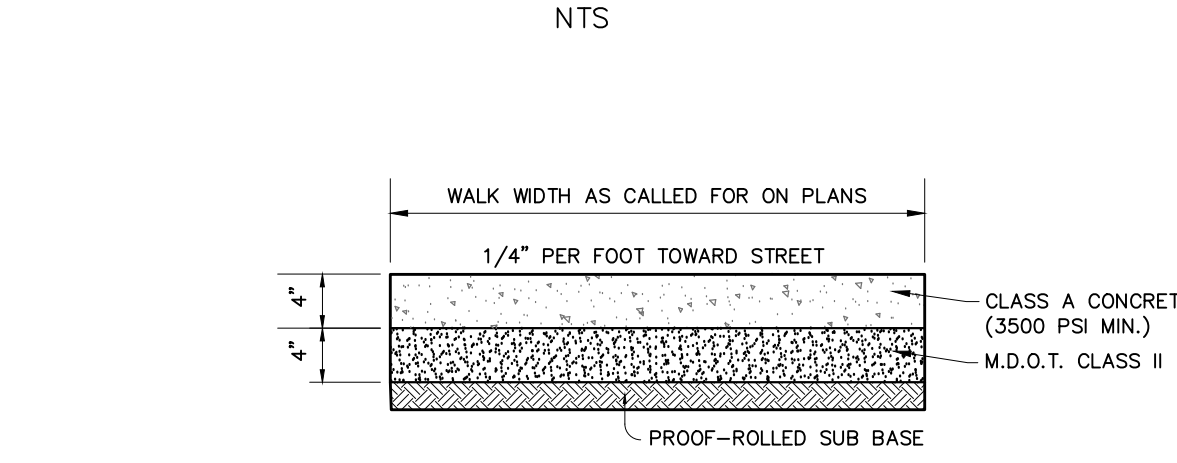 NTS
WALK WIDTH AS CALLED FOR ON PLANS
1/4" PER FOOT TOWARD STREET
4"
4"
CLASS A CONCRET
(3500 PSI MIN.)
M.D.O.T. CLASS II
PROOF-ROLLED SUB BASE